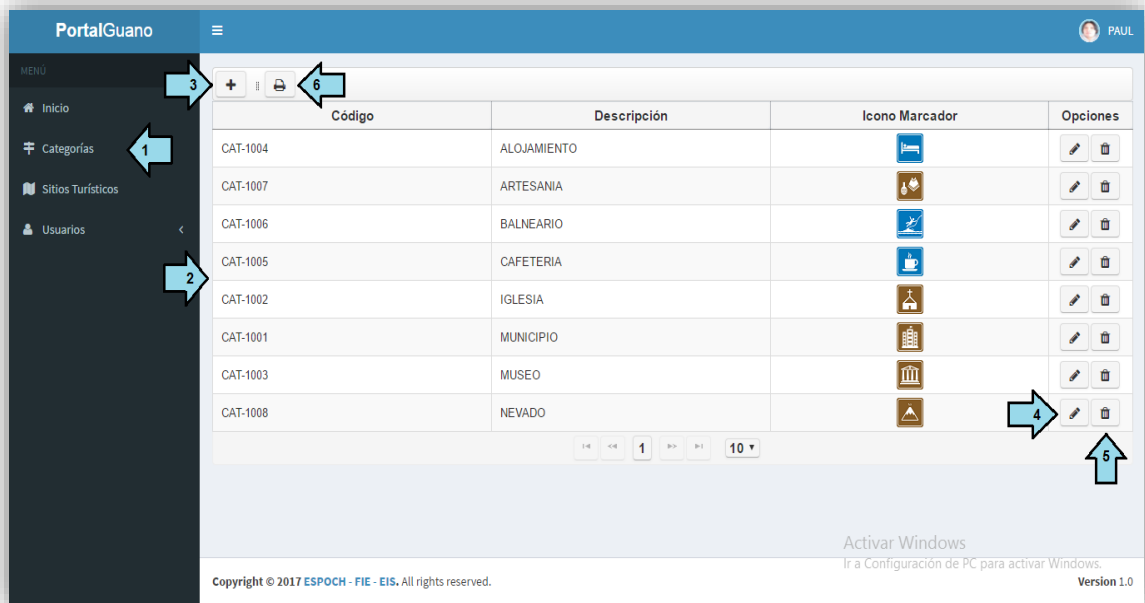 PortalGuano
PAUL
MENÚ
Inicio
Categorías
Sitios Turísticos
Usuarios
1
2
3
6
Código Descripción Icono Marcador Opciones
CAT-1004 ALOJAMIENTO
CAT-1007 ARTESANIA
CAT-1006 BALNEARIO
CAT-1005 CAFETERIA
CAT-1002 IGLESIA
CAT-1001 MUNICIPIO
CAT-1003 MUSEO
CAT-1008 NEVADO
4
5
1 10
Activar Windows
Ir a Configuración de PC para activar Windows.
Copyright © 2017 ESPOCH - FIE - EIS. All rights reserved.
Version 1.0